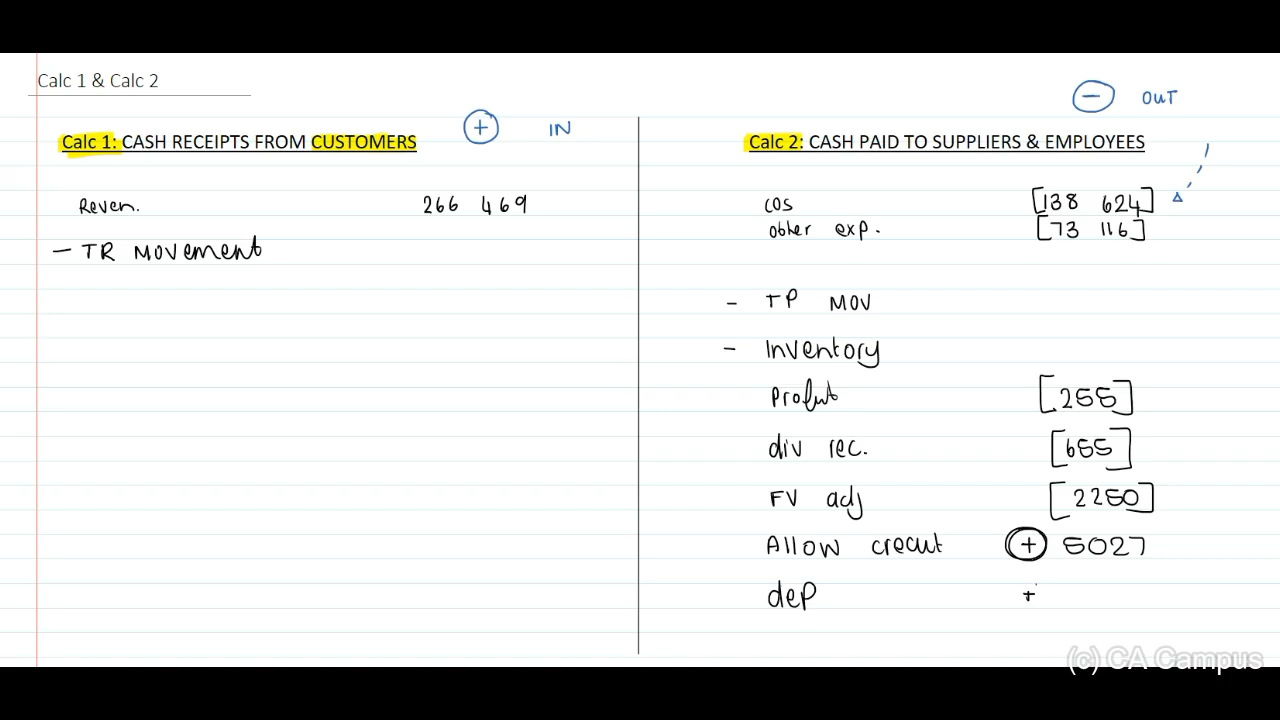 Calc 1 & Calc 2
Calc 1: CASH RECEIPTS FROM CUSTOMERS + IN
Reven. 266 469
- TR MOVEMENT
- OUT
Calc 2: CASH PAID TO SUPPLIERS & EMPLOYEES
COS [138 624]
other exp. [73 116]
- TP MOV
- Inventory
Profit [255]
div rec. [655]
FV adj [2250]
Allow credit + 5027
dep +
(c) CA Campus